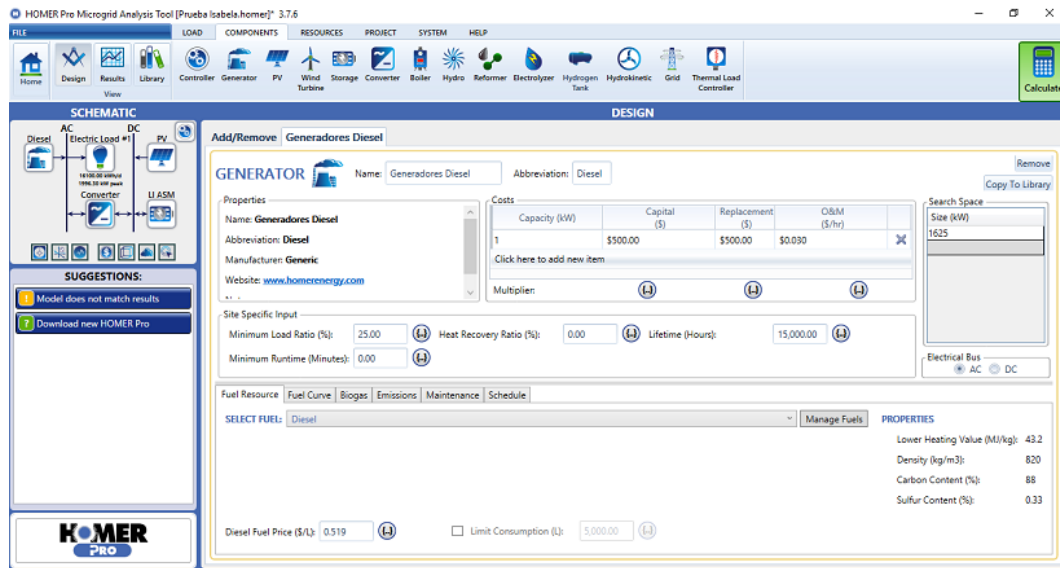 HOMER Pro Microgrid Analysis Tool [Prueba Isabela.homer]* 3.7.6
FILE LOAD COMPONENTS RESOURCES PROJECT SYSTEM HELP
Home Design Results Library Controller Generator PV Wind Turbine Storage Converter Boiler Hydro Reformer Electrolyzer Hydrogen Tank Hydrokinetic Grid Thermal Load Controller Calculate
View
SCHEMATIC
DESIGN
AC DC
Diesel Electric Load #1 PV
16100.00 kWh/d
1996.50 kW peak
Converter LI ASM
SUGGESTIONS:
Model does not match results
Download new HOMER Pro
HOMER
PRO
Add/Remove Generadores Diesel
GENERATOR Name: Generadores Diesel Abbreviation: Diesel
Remove
Copy To Library
Properties
Name: Generadores Diesel
Abbreviation: Diesel
Manufacturer: Generic
Website: www.homerenergy.com
Costs
Capacity (kW) Capital ($) Replacement ($) O&M ($/hr)
1 $500.00 $500.00 $0.030
Click here to add new item
Multiplier: (..) (..) (..)
Search Space
Size (kW)
1625
Site Specific Input
Minimum Load Ratio (%): 25.00 (..) Heat Recovery Ratio (%): 0.00 (..) Lifetime (Hours): 15,000.00 (..)
Minimum Runtime (Minutes): 0.00 (..)
Electrical Bus
AC DC
Fuel Resource Fuel Curve Biogas Emissions Maintenance Schedule
SELECT FUEL: Diesel Manage Fuels
PROPERTIES
Lower Heating Value (MJ/kg): 43.2
Density (kg/m3): 820
Carbon Content (%): 88
Sulfur Content (%): 0.33
Diesel Fuel Price ($/L): 0.519 (..) Limit Consumption (L): 5,000.00 (..)